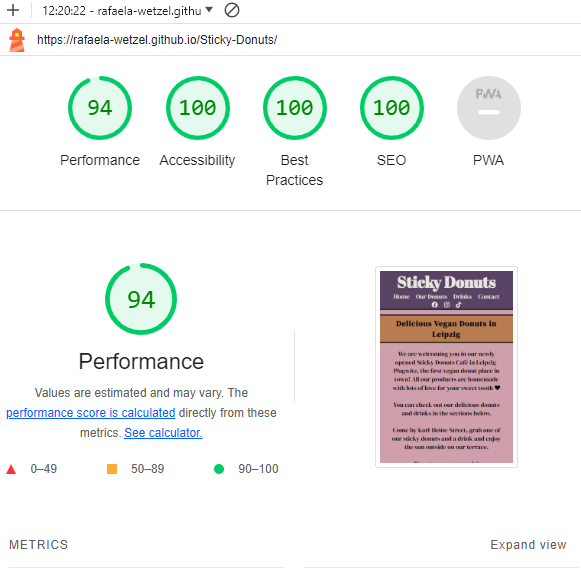 12:20:22 - rafaela-wetzel.githu
https://rafaela-wetzel.github.io/Sticky-Donuts/
94 100 100 100 PWA
Performance Accessibility Best Practices SEO PWA
94
Performance
Values are estimated and may vary. The
performance score is calculated directly from these
metrics. See calculator.
0–49 50–89 90–100
Sticky Donuts
Home Our Donuts Drinks Contact
Delicious Vegan Donuts in
Leipzig
We are welcoming you in our newly
opened Sticky Donuts Café in Leipzig
Plagwitz, the first vegan donut place in
town! All our products are homemade
with lots of love for your sweet tooth ♥
You can check out our delicious donuts
and drinks in the sections below.
Come by Karl Heine Street, grab one of
our sticky donuts and a drink and enjoy
the sun outside on our terrace.
METRICS
Expand view